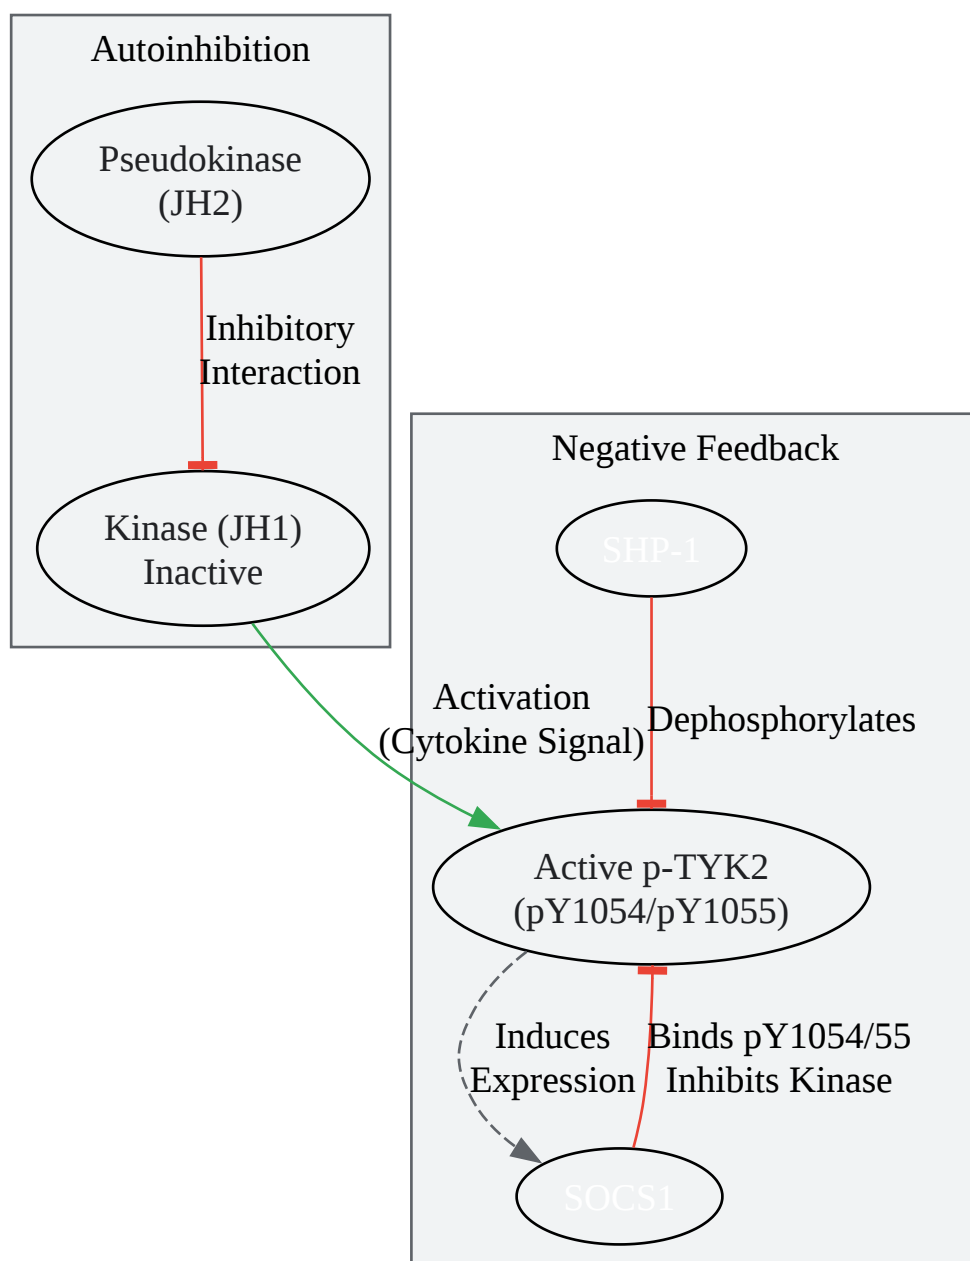 Autoinhibition
Pseudokinase
(JH2)
Inhibitory
Interaction
Kinase (JH1)
Inactive
Negative Feedback
SHP-1
Activation
(Cytokine Signal)
Dephosphorylates
Active p-TYK2
(pY1054/pY1055)
Induces
Expression
Binds pY1054/55
Inhibits Kinase
SOCS1